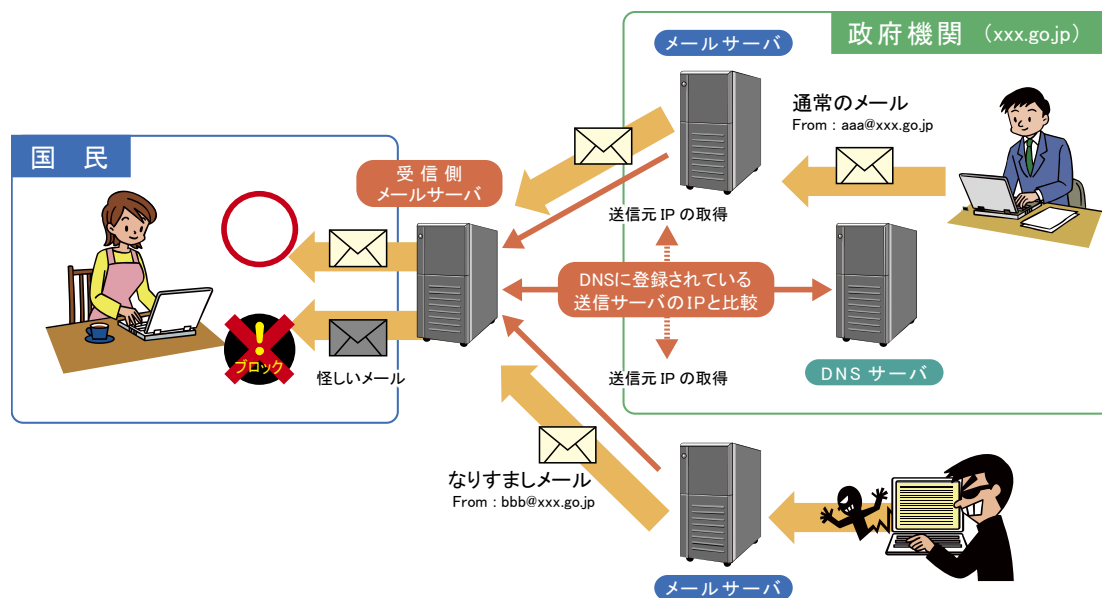 メールサーバ
政府機関 （xxx.go.jp）
通常のメール
From : aaa@xxx.go.jp
国 民
受信側
メールサーバ
送信元 IP の取得
DNSに登録されている
送信サーバのIPと比較
ブロック
怪しいメール
送信元 IP の取得
DNS サーバ
なりすましメール
From : bbb@xxx.go.jp
メールサーバ